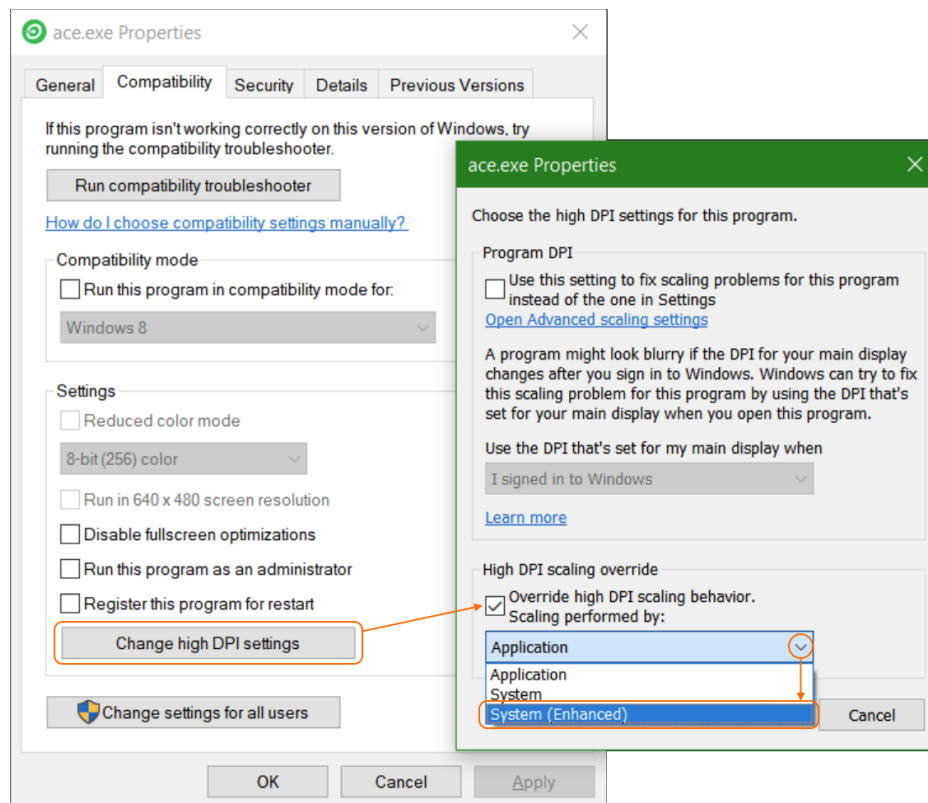 ace.exe Properties
General
Compatibility
Security
Details
Previous Versions
If this program isn't working correctly on this version of Windows, try
running the compatibility troubleshooter.
Run compatibility troubleshooter
How do I choose compatibility settings manually?
Compatibility mode
Run this program in compatibility mode for:
Windows 8
Settings
Reduced color mode
8-bit (256) color
Run in 640 x 480 screen resolution
Disable fullscreen optimizations
Run this program as an administrator
Register this program for restart
Change high DPI settings
Change settings for all users
OK
Cancel
Apply
ace.exe Properties
Choose the high DPI settings for this program.
Program DPI
Use this setting to fix scaling problems for this program
instead of the one in Settings
Open Advanced scaling settings
A program might look blurry if the DPI for your main display
changes after you sign in to Windows. Windows can try to fix
this scaling problem for this program by using the DPI that's
set for your main display when you open this program.
Use the DPI that's set for my main display when
I signed in to Windows
Learn more
High DPI scaling override
Override high DPI scaling behavior.
Scaling performed by:
Application
Application
System
System (Enhanced)
Cancel